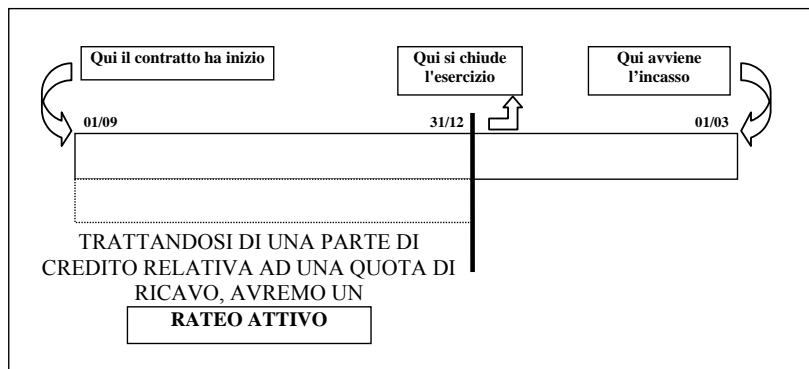 Qui il contratto ha inizio
Qui si chiude
l'esercizio
Qui avviene
l’incasso
01/09
31/12
01/03
TRATTANDOSI DI UNA PARTE DI
CREDITO RELATIVA AD UNA QUOTA DI
RICAVO, AVREMO UN
RATEO ATTIVO